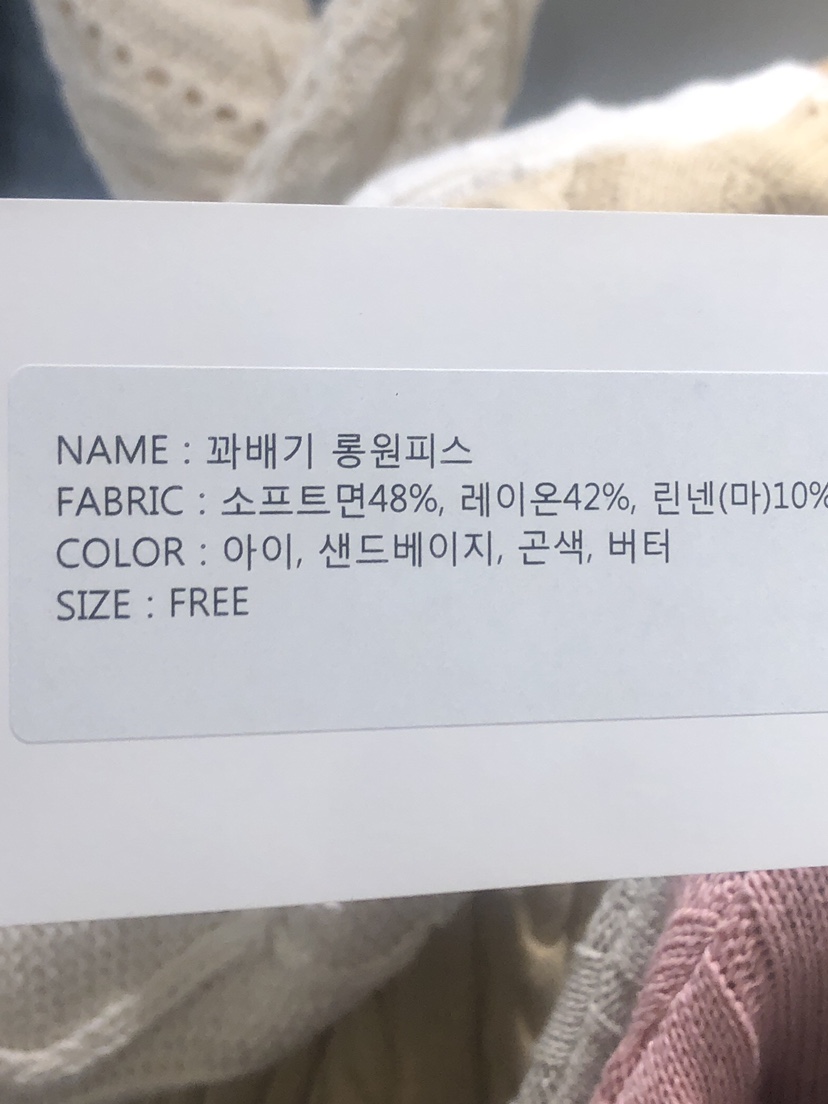 NAME : 꽈배기 롱원피스
FABRIC : 소프트면48%, 레이온42%, 린넨(마)10%
COLOR : 아이, 샌드베이지, 곤색, 버터
SIZE : FREE